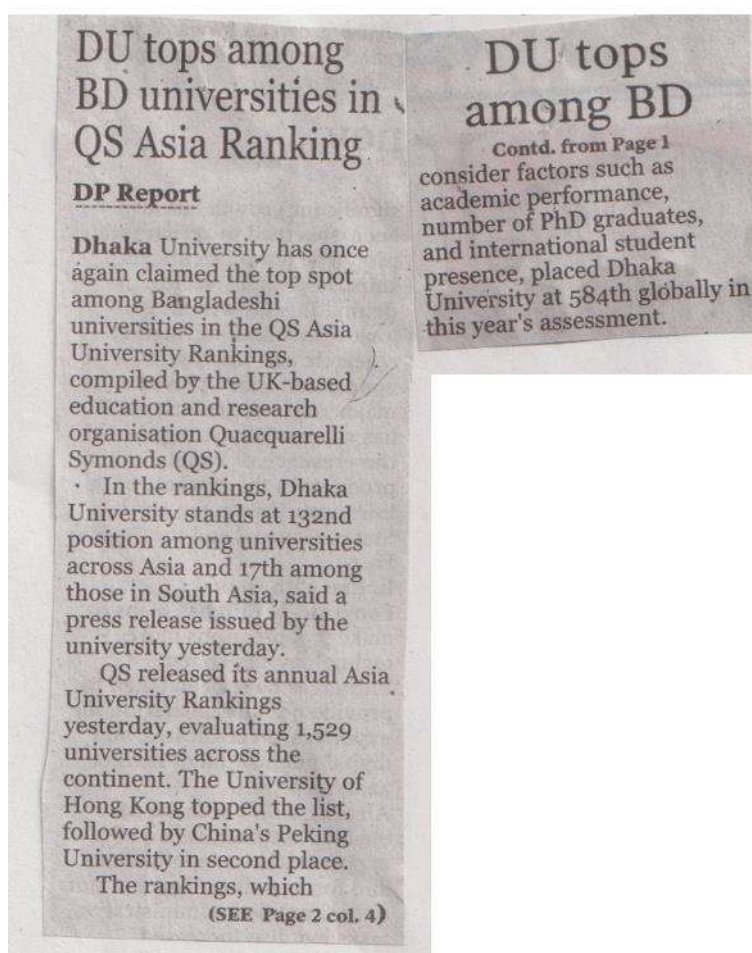 DU tops among
BD universities in
QS Asia Ranking
DP Report
Dhaka University has once
again claimed the top spot
among Bangladeshi
universities in the QS Asia
University Rankings,
compiled by the UK-based
education and research
organisation Quacquarelli
Symonds (QS).
In the rankings, Dhaka
University stands at 132nd
position among universities
across Asia and 17th among
those in South Asia, said a
press release issued by the
university yesterday.
QS released its annual Asia
University Rankings
yesterday, evaluating 1,529
universities across the
continent. The University of
Hong Kong topped the list,
followed by China's Peking
University in second place.
The rankings, which
(SEE Page 2 col. 4)
DU tops
among BD
Contd. from Page 1
consider factors such as
academic performance,
number of PhD graduates,
and international student
presence, placed Dhaka
University at 584th globally in
this year's assessment.